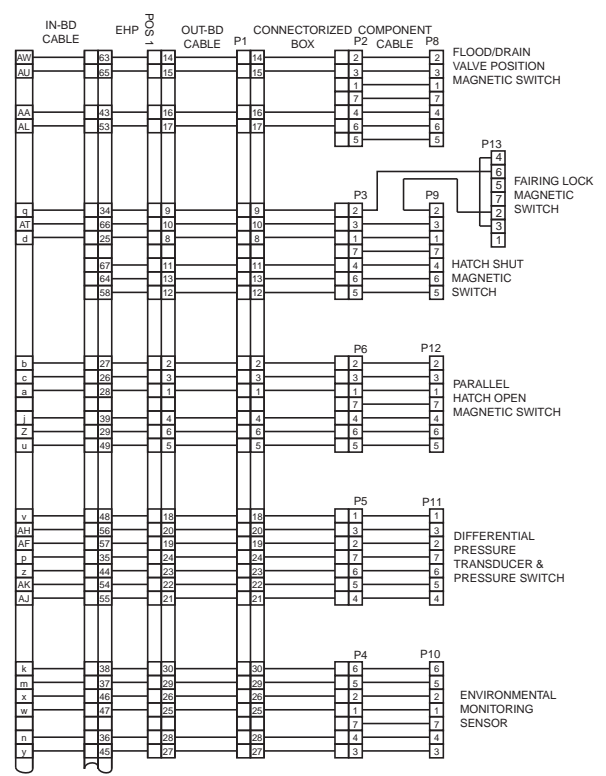 IN-BD CABLE EHP POS 1 OUT-BD CABLE P1 CONNECTORIZED BOX P2 COMPONENT CABLE P8
AW 63 14 14 2 2
AU 65 15 15 3 3
1 1
7 7
AA 43 16 16 4 4
AL 53 17 17 6 6
5 5
FLOOD/DRAIN
VALVE POSITION
MAGNETIC SWITCH
P13
4
6
5
7
2
3
1
FAIRING LOCK
MAGNETIC
SWITCH
P3 P9
q 34 9 9 2 2
AT 66 10 10 3 3
d 25 8 8 1 1
7 7
67 11 11 4 4
64 13 13 6 6
58 12 12 5 5
HATCH SHUT
MAGNETIC
SWITCH
P6 P12
b 27 2 2 2 2
c 26 3 3 3 3
a 28 1 1 1 1
7 7
j 39 4 4 4 4
Z 29 6 6 6 6
u 49 5 5 5 5
PARALLEL
HATCH OPEN
MAGNETIC SWITCH
P5 P11
v 48 18 18 1 1
AH 56 20 20 3 3
AF 57 19 19 2 2
p 35 24 24 7 7
z 44 23 23 6 6
AK 54 22 22 5 5
AJ 55 21 21 4 4
DIFFERENTIAL
PRESSURE
TRANSDUCER &
PRESSURE SWITCH
P4 P10
k 38 30 30 6 6
m 37 29 29 5 5
x 46 26 26 2 2
w 47 25 25 1 1
7 7
n 36 28 28 4 4
y 45 27 27 3 3
ENVIRONMENTAL
MONITORING
SENSOR